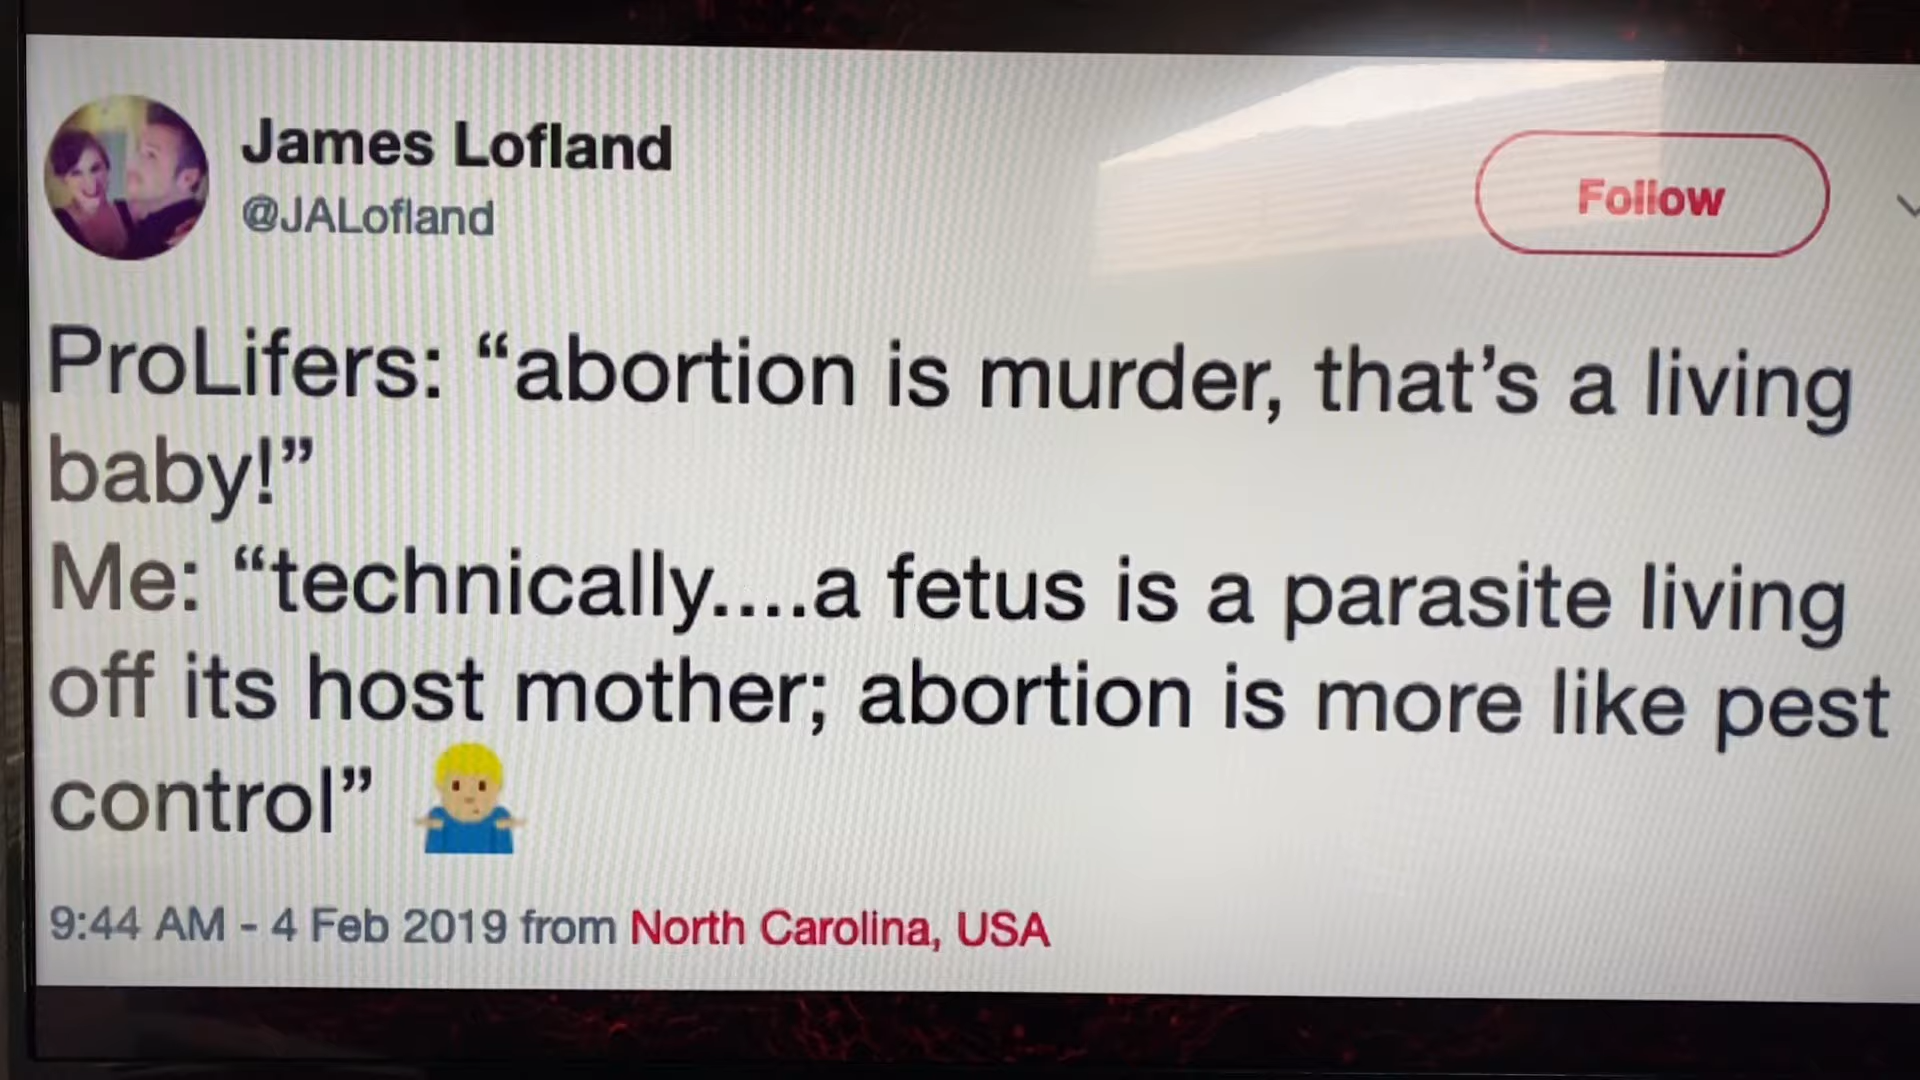 James Lofland
@JALofland
Follow
ProLifers: “abortion is murder, that’s a living
baby!”
Me: “technically....a fetus is a parasite living
off its host mother; abortion is more like pest
control” 🤷🏼‍♂️
9:44 AM - 4 Feb 2019 from North Carolina, USA